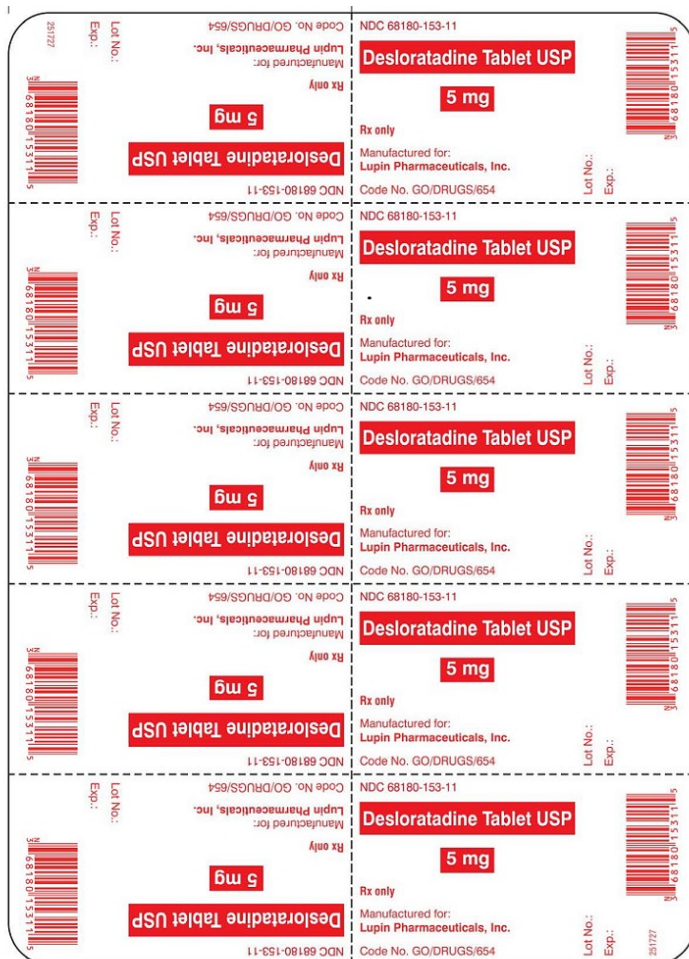 NDC 68180-153-11
Desloratadine Tablet USP
5 mg
Rx only
Manufactured for:
Lupin Pharmaceuticals, Inc.
Code No. GO/DRUGS/654
Lot No.:
Exp.:
N
3 68180 15311 5
251727
NDC 68180-153-11
Desloratadine Tablet USP
5 mg
Rx only
Manufactured for:
Lupin Pharmaceuticals, Inc.
Code No. GO/DRUGS/654
Lot No.:
Exp.:
N
3 68180 15311 5
NDC 68180-153-11
Desloratadine Tablet USP
5 mg
Rx only
Manufactured for:
Lupin Pharmaceuticals, Inc.
Code No. GO/DRUGS/654
Lot No.:
Exp.:
N
3 68180 15311 5
NDC 68180-153-11
Desloratadine Tablet USP
5 mg
Rx only
Manufactured for:
Lupin Pharmaceuticals, Inc.
Code No. GO/DRUGS/654
Lot No.:
Exp.:
N
3 68180 15311 5
NDC 68180-153-11
Desloratadine Tablet USP
5 mg
Rx only
Manufactured for:
Lupin Pharmaceuticals, Inc.
Code No. GO/DRUGS/654
Lot No.:
Exp.:
N
3 68180 15311 5
NDC 68180-153-11
Desloratadine Tablet USP
5 mg
Rx only
Manufactured for:
Lupin Pharmaceuticals, Inc.
Code No. GO/DRUGS/654
Lot No.:
Exp.:
N
3 68180 15311 5
NDC 68180-153-11
Desloratadine Tablet USP
5 mg
Rx only
Manufactured for:
Lupin Pharmaceuticals, Inc.
Code No. GO/DRUGS/654
Lot No.:
Exp.:
N
3 68180 15311 5
NDC 68180-153-11
Desloratadine Tablet USP
5 mg
Rx only
Manufactured for:
Lupin Pharmaceuticals, Inc.
Code No. GO/DRUGS/654
Lot No.:
Exp.:
N
3 68180 15311 5
NDC 68180-153-11
Desloratadine Tablet USP
5 mg
Rx only
Manufactured for:
Lupin Pharmaceuticals, Inc.
Code No. GO/DRUGS/654
Lot No.:
Exp.:
N
3 68180 15311 5
NDC 68180-153-11
Desloratadine Tablet USP
5 mg
Rx only
Manufactured for:
Lupin Pharmaceuticals, Inc.
Code No. GO/DRUGS/654
Lot No.:
Exp.:
N
3 68180 15311 5
251727